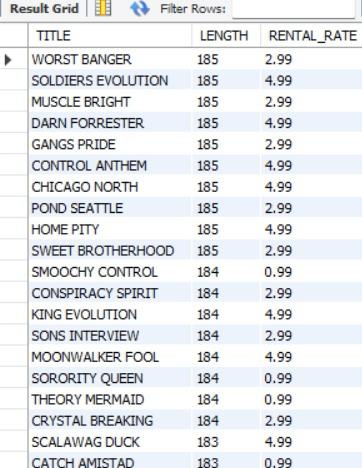 Result Grid Filter Rows:
TITLE LENGTH RENTAL_RATE
WORST BANGER 185 2.99
SOLDIERS EVOLUTION 185 4.99
MUSCLE BRIGHT 185 2.99
DARN FORRESTER 185 4.99
GANGS PRIDE 185 2.99
CONTROL ANTHEM 185 4.99
CHICAGO NORTH 185 4.99
POND SEATTLE 185 2.99
HOME PITY 185 4.99
SWEET BROTHERHOOD 185 2.99
SMOOCHY CONTROL 184 0.99
CONSPIRACY SPIRIT 184 2.99
KING EVOLUTION 184 4.99
SONS INTERVIEW 184 2.99
MOONWALKER FOOL 184 4.99
SORORITY QUEEN 184 0.99
THEORY MERMAID 184 0.99
CRYSTAL BREAKING 184 2.99
SCALAWAG DUCK 183 4.99
CATCH AMISTAD 183 0.99